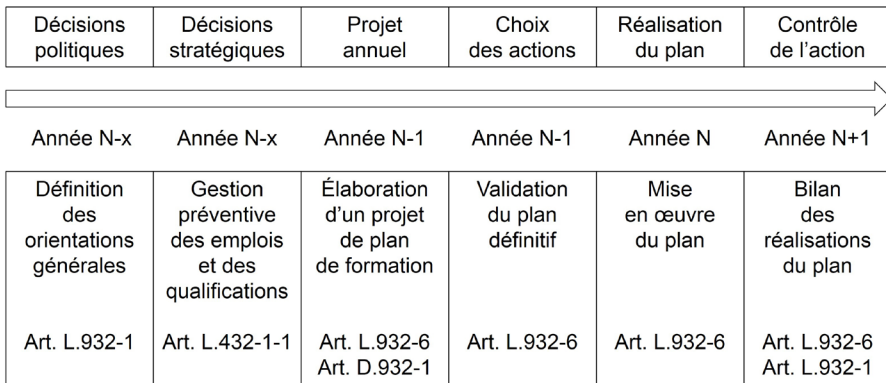 Décisions
politiques
Décisions
stratégiques
Projet
annuel
Choix
des actions
Réalisation
du plan
Contrôle
de l’action
Année N-x
Année N-x
Année N-1
Année N-1
Année N
Année N+1
Définition
des
orientations
générales
Art. L.932-1
Gestion
préventive
des emplois
et des
qualifications
Art. L.432-1-1
Élaboration
d’un projet
de plan
de formation
Art. L.932-6
Art. D.932-1
Validation
du plan
définitif
Art. L.932-6
Mise
en œuvre
du plan
Art. L.932-6
Bilan
des
réalisations
du plan
Art. L.932-6
Art. L.932-1